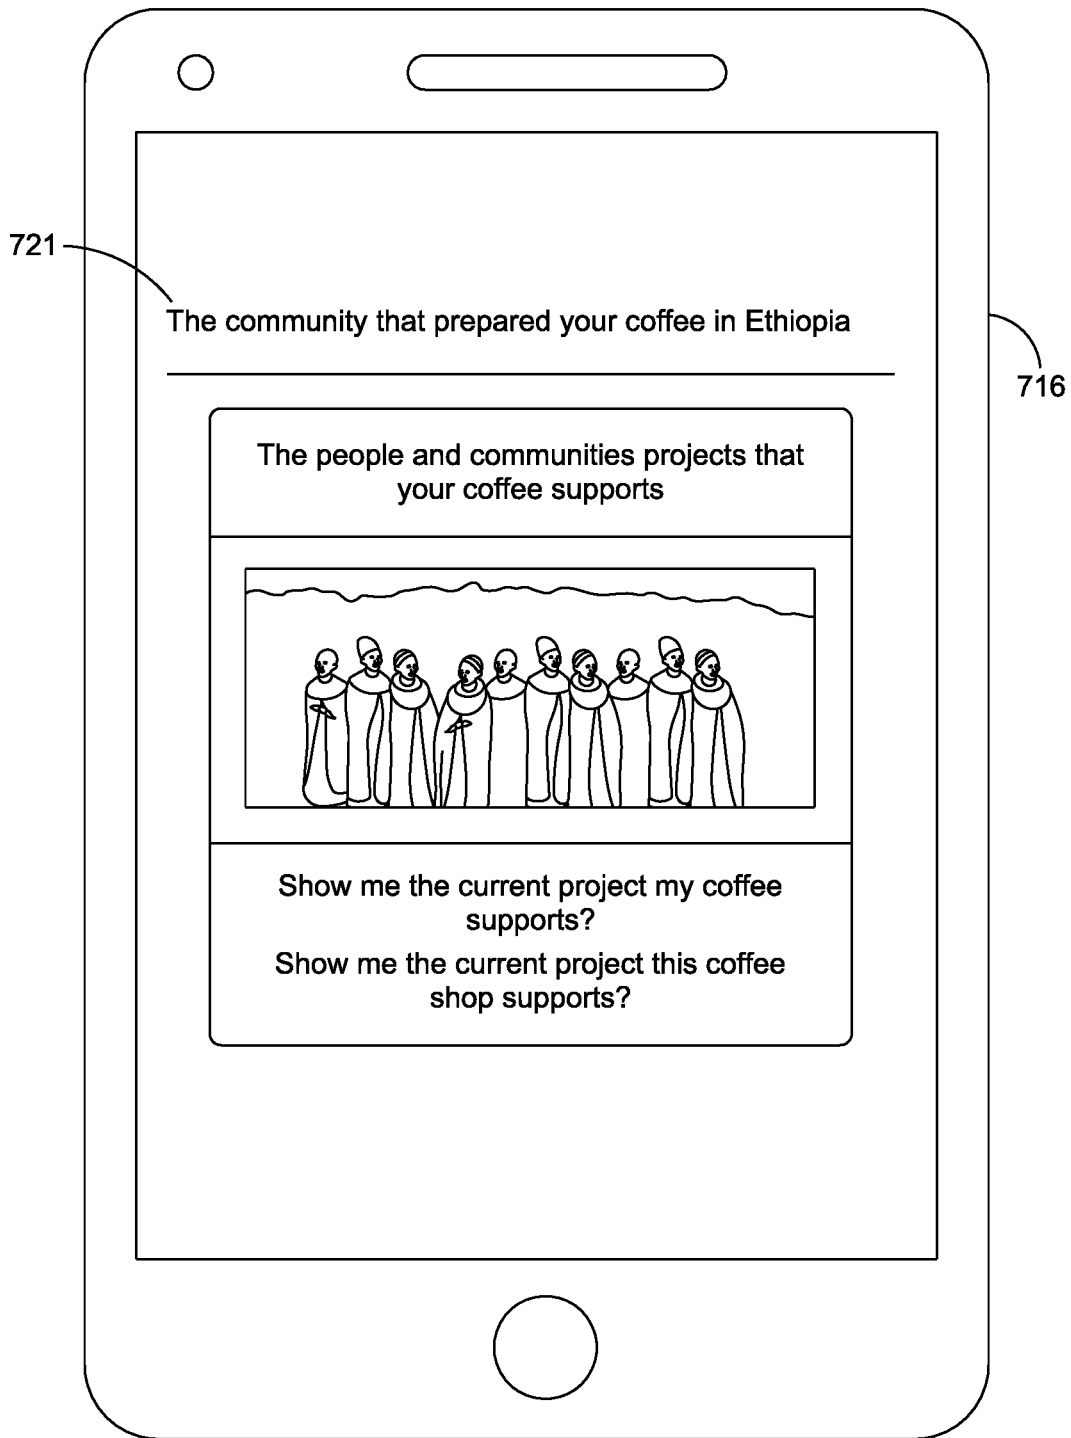 721
The community that prepared your coffee in Ethiopia
716
The people and communities projects that
your coffee supports
Show me the current project my coffee
supports?
Show me the current project this coffee
shop supports?